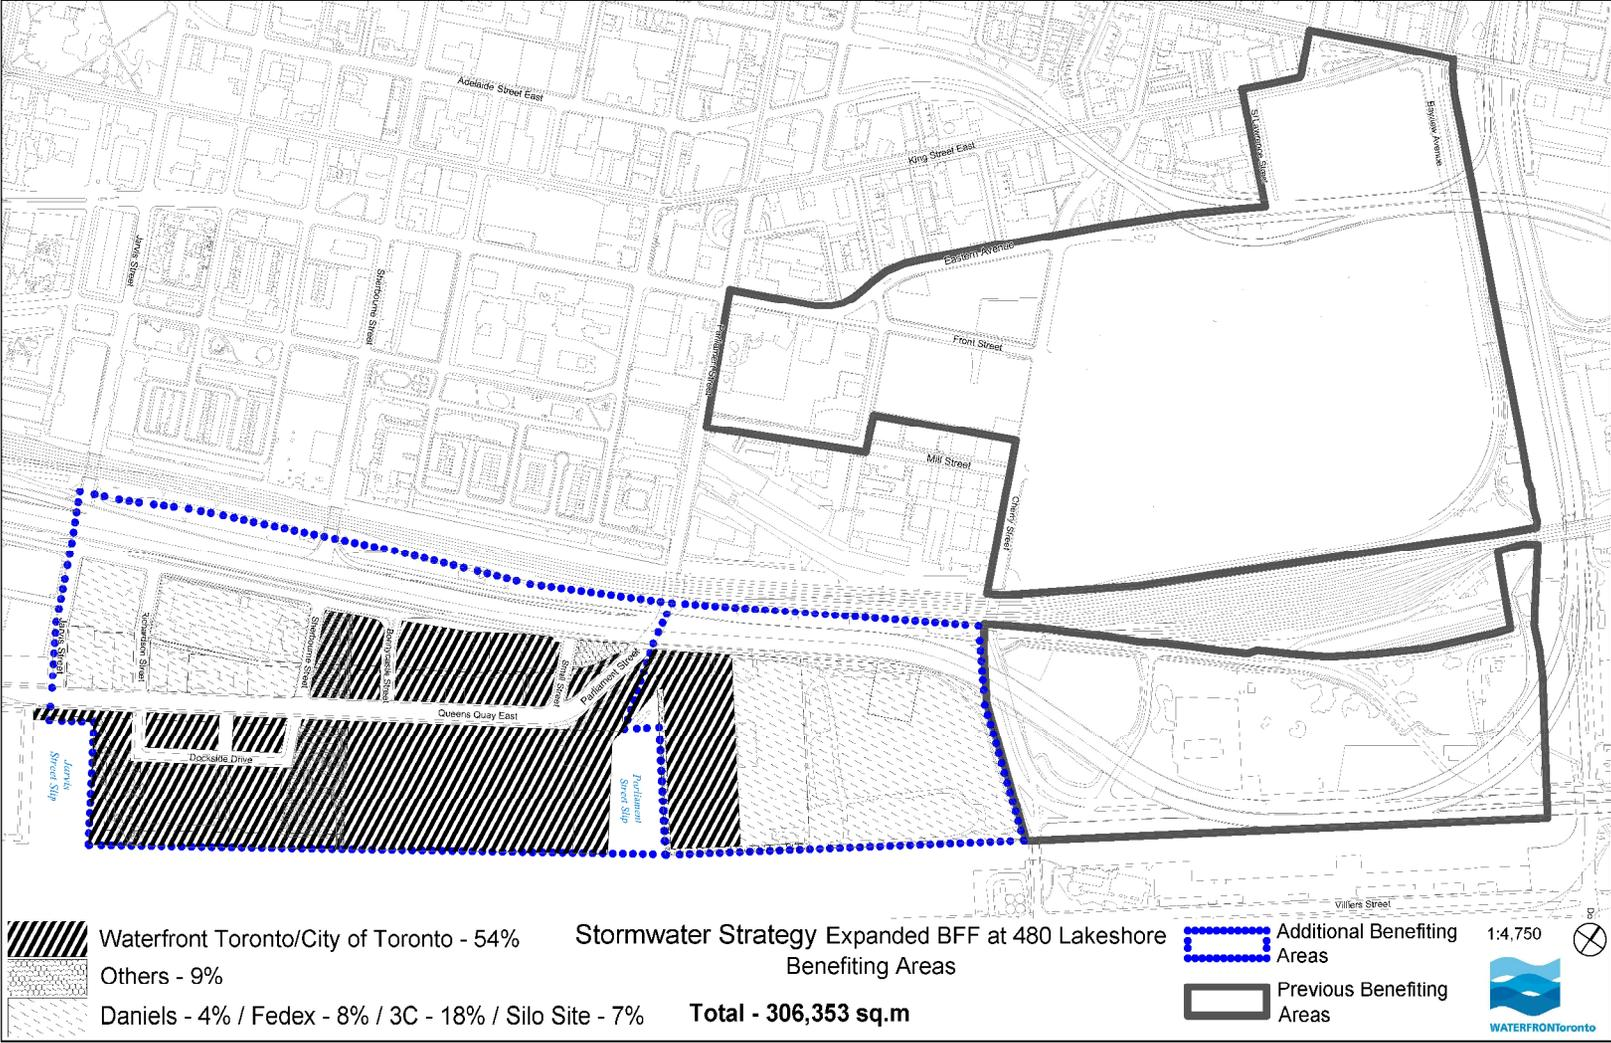 Adelaide Street East
King Street East
St Lawrence Street
Bayview Avenue
Jarvis Street
Sherbourne Street
Eastern Avenue
Parliament Street
Front Street
Mill Street
Cherry Street
Jarvis Street
Richardson Street
Sherbourne Street
Bonnycastle Street
Small Street
Parliament Street
Queens Quay East
Dockside Drive
Jarvis
Street Slip
Parliament
Street Slip
Villiers Street
Do
Waterfront Toronto/City of Toronto - 54%
Others - 9%
Daniels - 4% / Fedex - 8% / 3C - 18% / Silo Site - 7%
Stormwater Strategy Expanded BFF at 480 Lakeshore
Benefiting Areas
Total - 306,353 sq.m
Additional Benefiting
Areas
Previous Benefiting
Areas
1:4,750
WATERFRONToronto